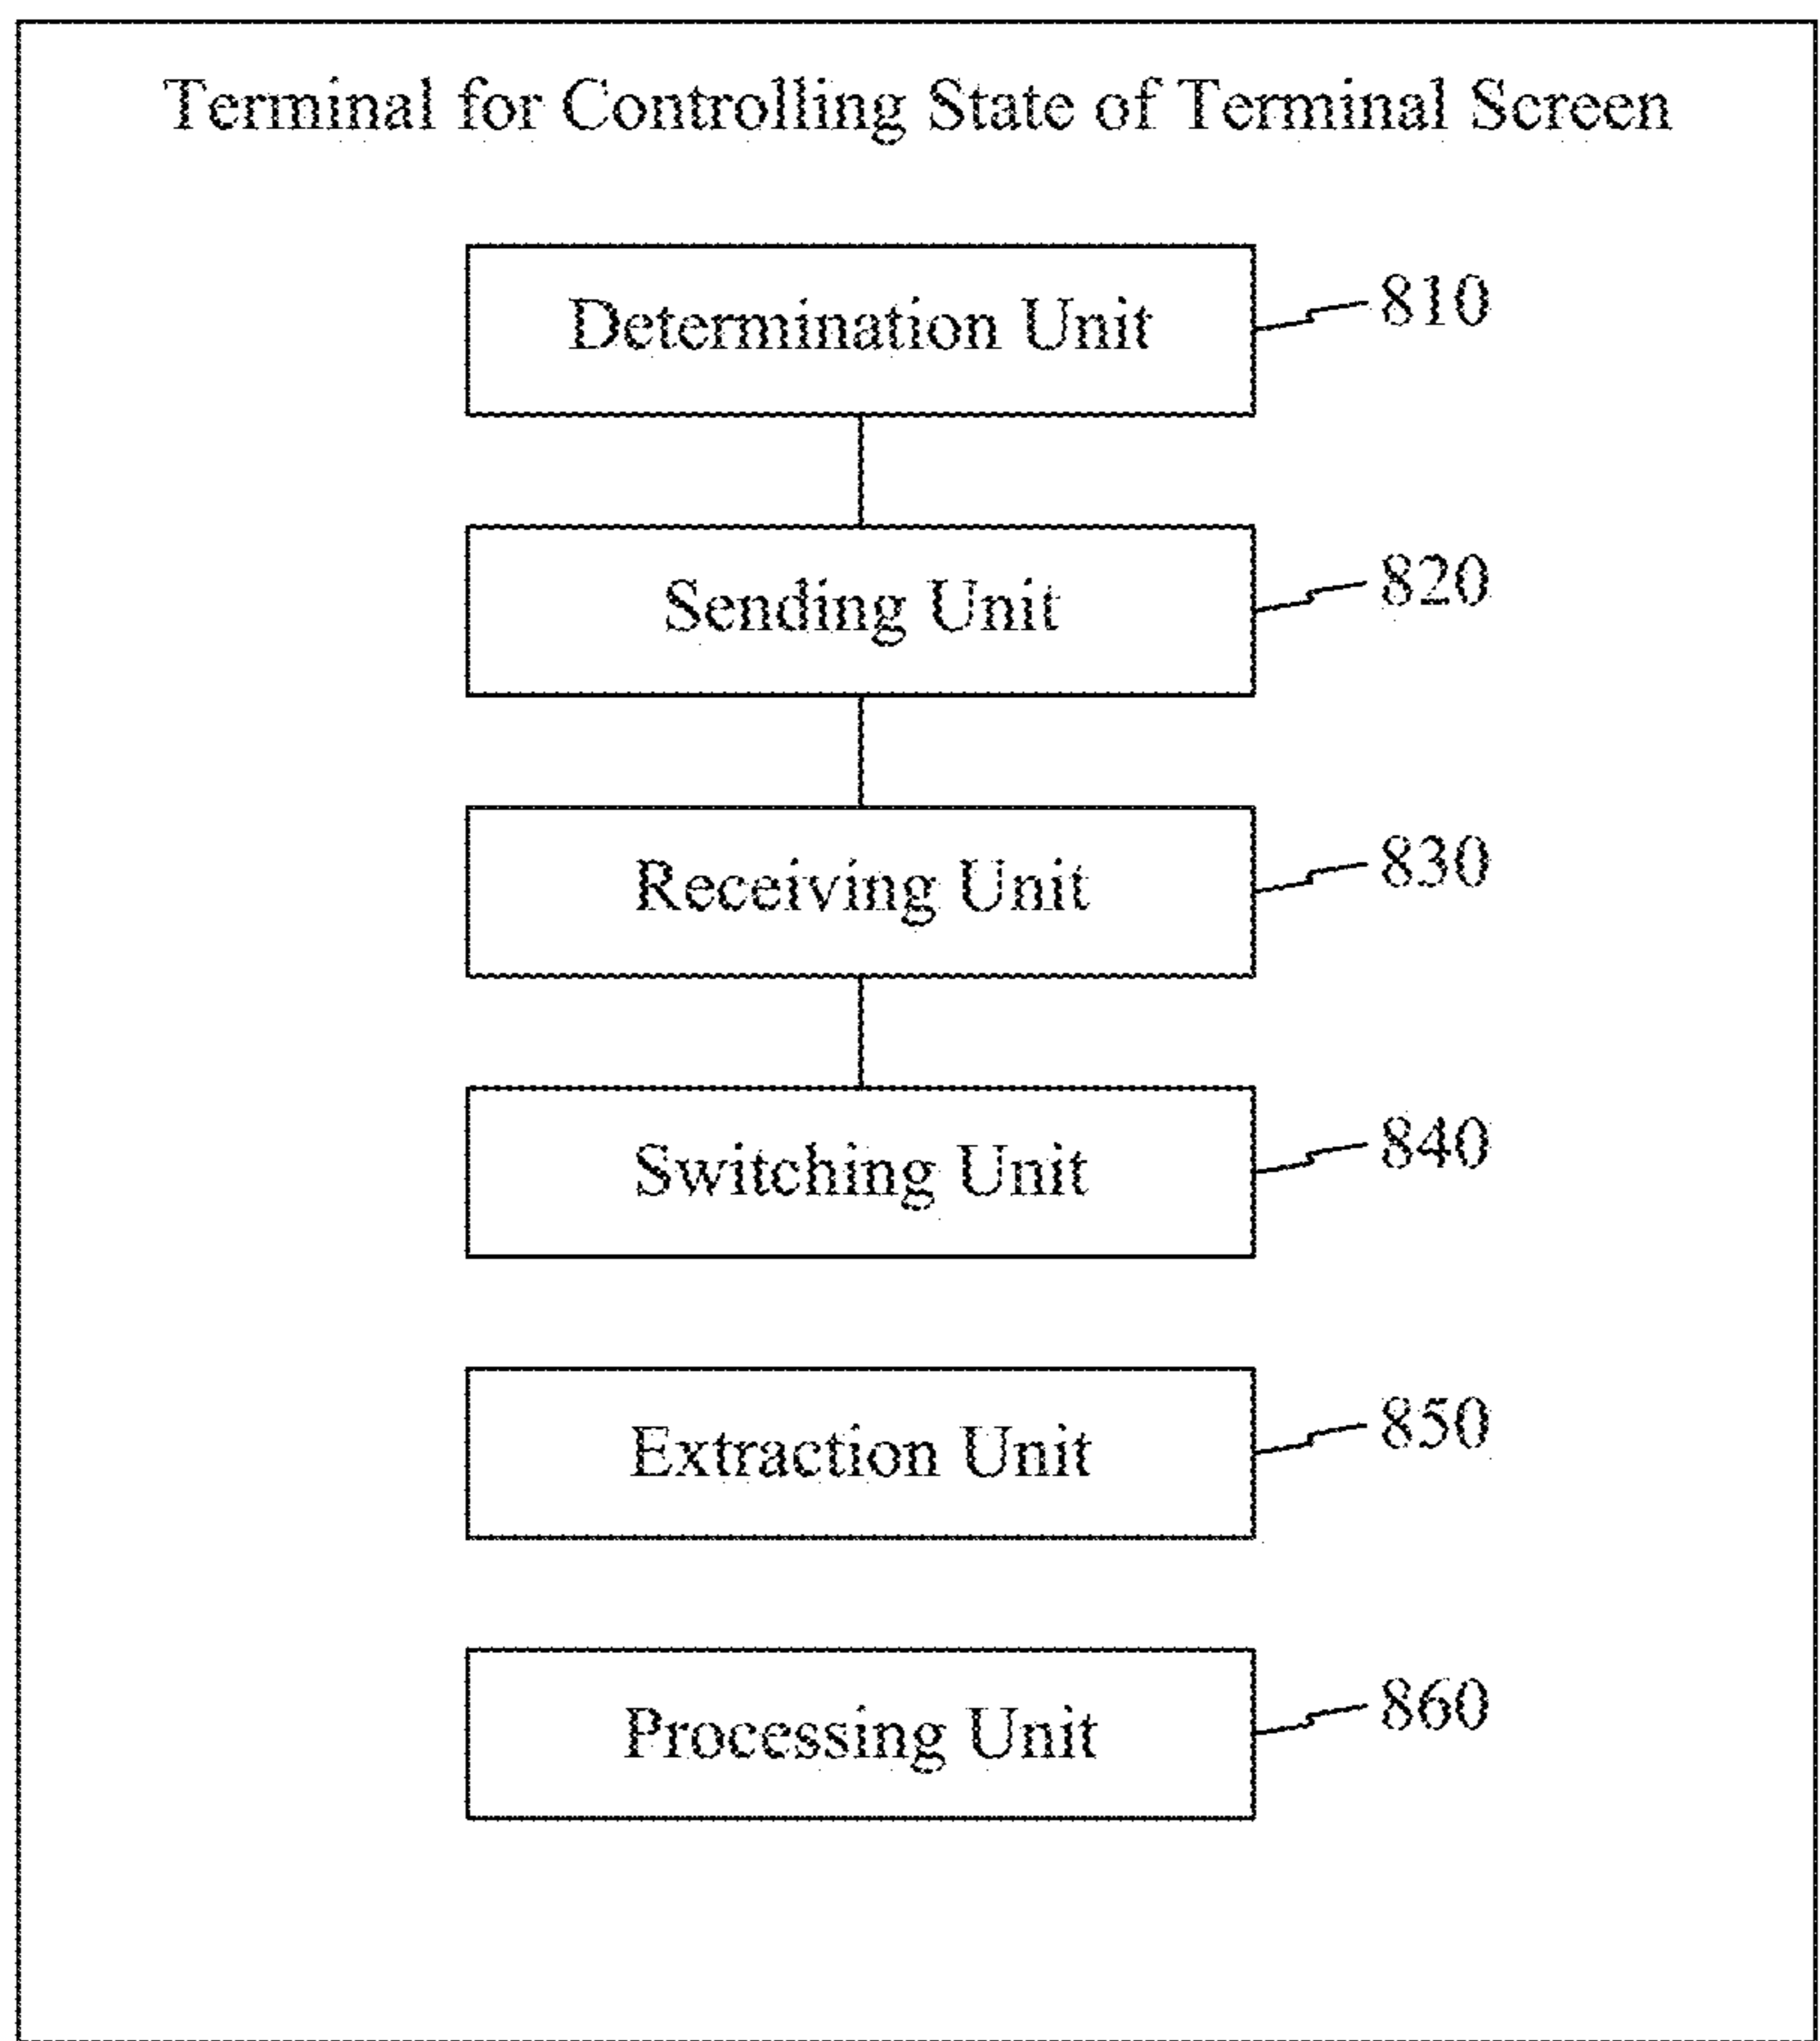 Terminal for Controlling State of Terminal Screen
Determination Unit
810
Sending Unit
820
Receiving Unit
830
Switching Unit
840
Extraction Unit
850
Processing Unit
860